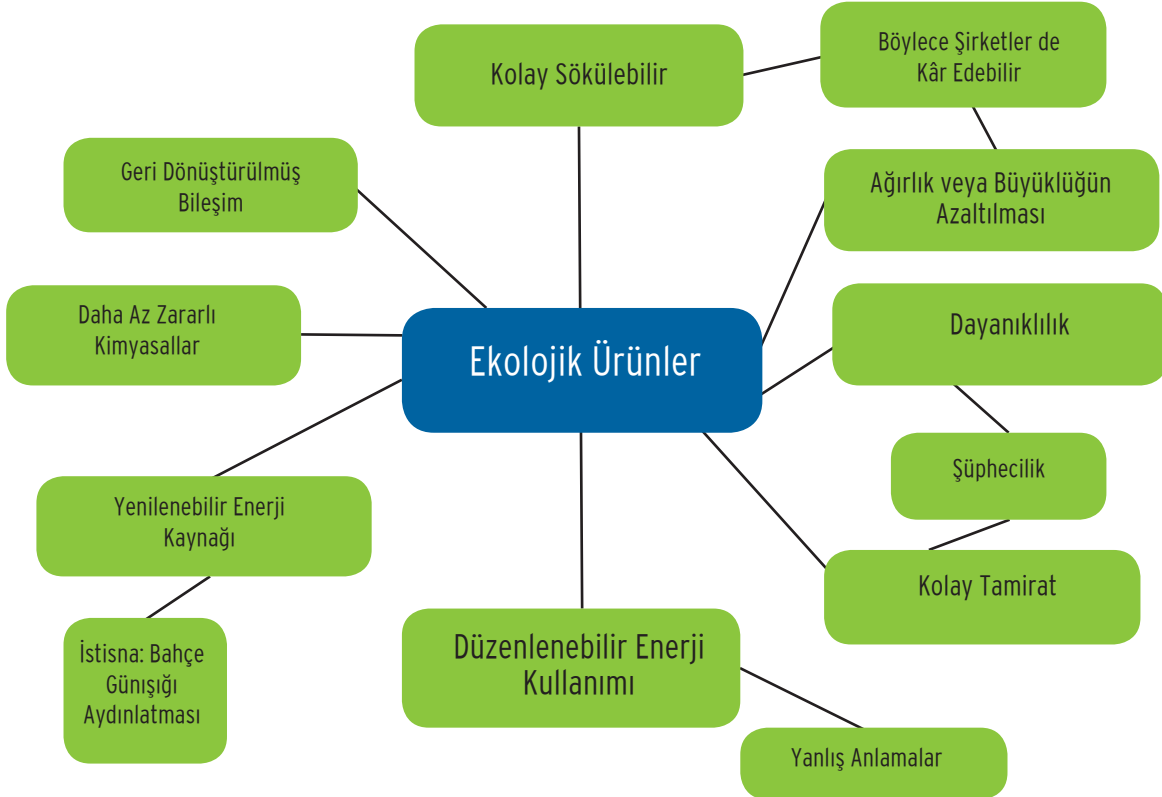 Kolay Sökülebilir
Böylece Şirketler de
Kâr Edebilir
Geri Dönüştürülmüş
Bileşim
Ağırlık veya Büyüklüğün
Azaltılması
Daha Az Zararlı
Kimyasallar
Ekolojik Ürünler
Dayanıklılık
Şüphecilik
Yenilenebilir Enerji
Kaynağı
Kolay Tamirat
İstisna: Bahçe
Günışığı
Aydınlatması
Düzenlenebilir Enerji
Kullanımı
Yanlış Anlamalar